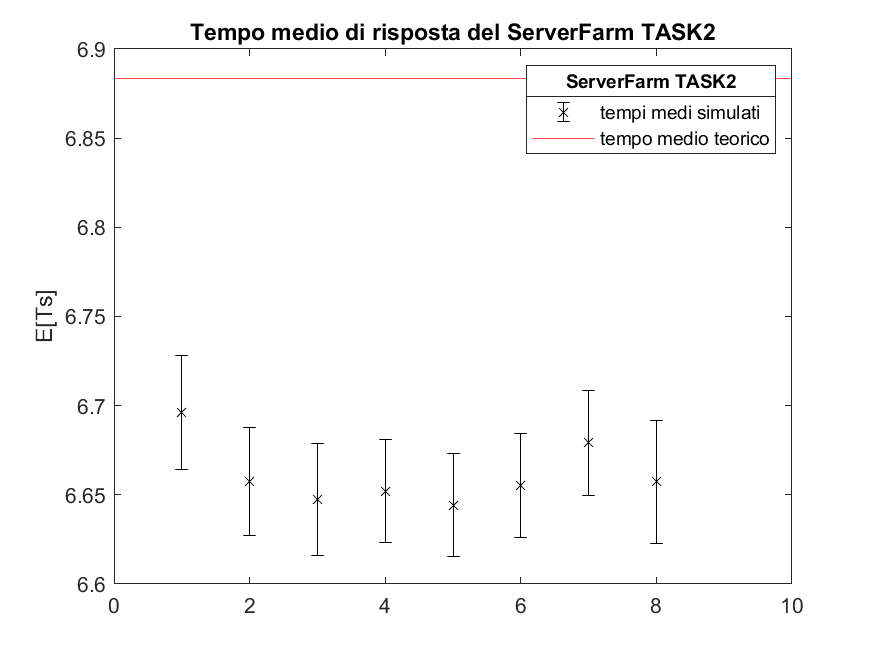 Tempo medio di risposta del ServerFarm TASK2
6.9
ServerFarm TASK2
tempi medi simulati
6.85
tempo medio teorico
6.8
E[Ts]
6.75
6.7
6.65
6.6
0 2 4 6 8 10